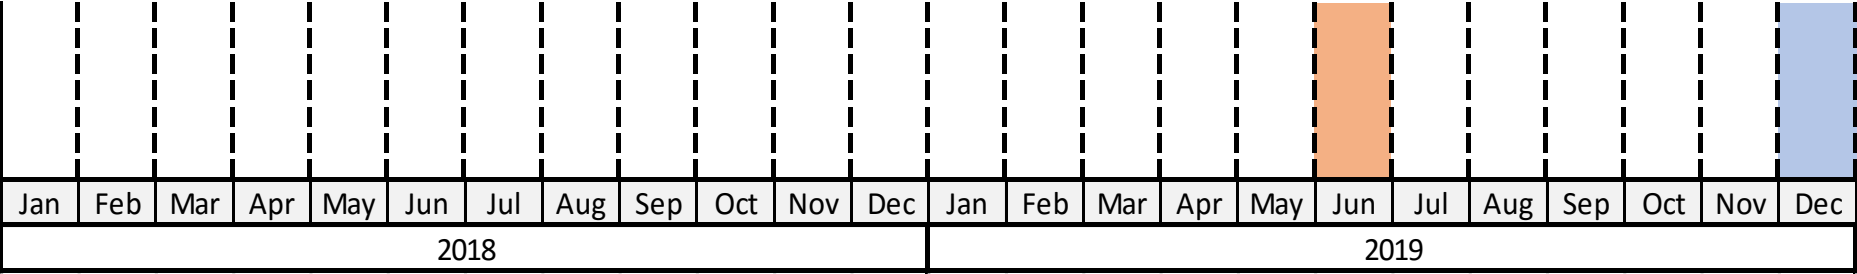 Jan Feb Mar Apr May Jun Jul Aug Sep Oct Nov Dec Jan Feb Mar Apr May Jun Jul Aug Sep Oct Nov Dec
2018 2019